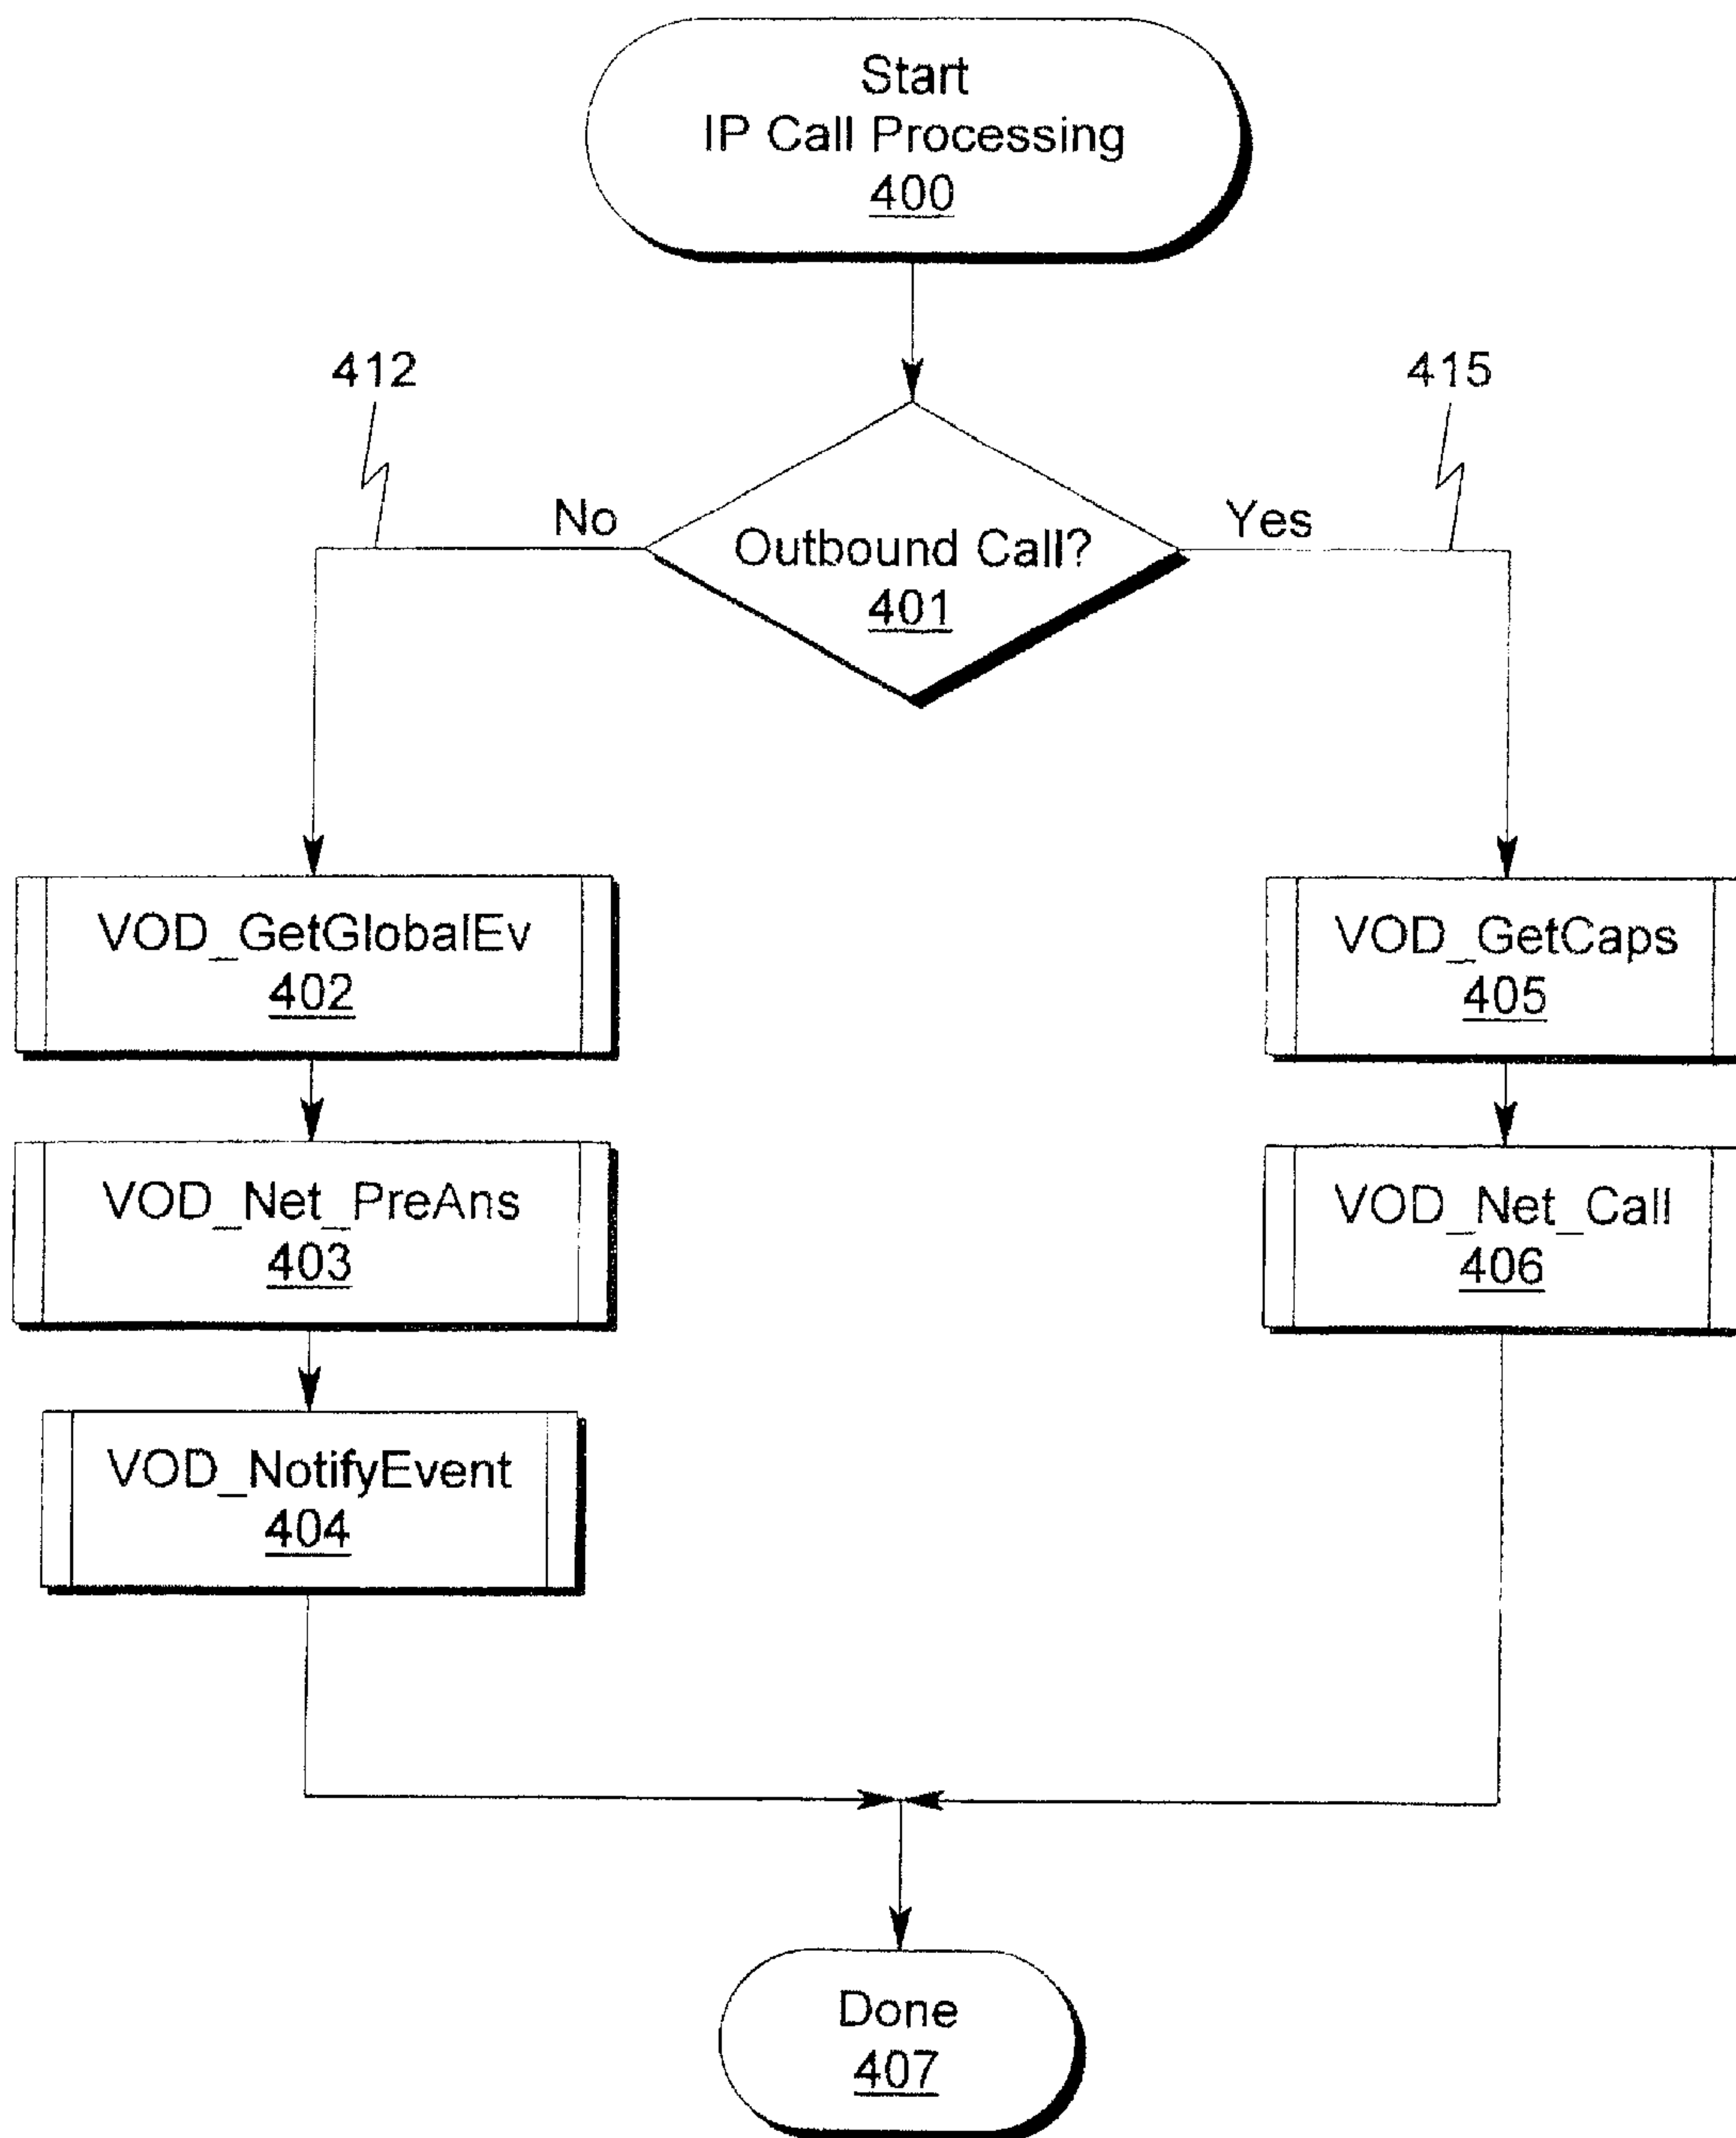 Start
IP Call Processing
400
412
415
No
Yes
Outbound Call?
401
VOD_GetGlobalEv
402
VOD_GetCaps
405
VOD_Net_PreAns
403
VOD_Net_Call
406
VOD_NotifyEvent
404
Done
407